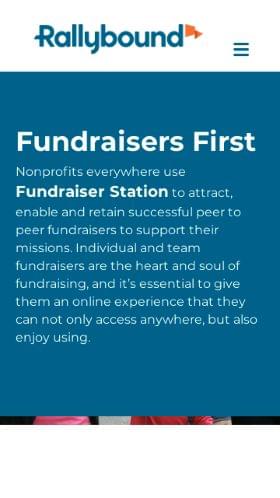 Rallybound
Fundraisers First
Nonprofits everywhere use
Fundraiser Station to attract,
enable and retain successful peer to
peer fundraisers to support their
missions. Individual and team
fundraisers are the heart and soul of
fundraising, and it’s essential to give
them an online experience that they
can not only access anywhere, but also
enjoy using.